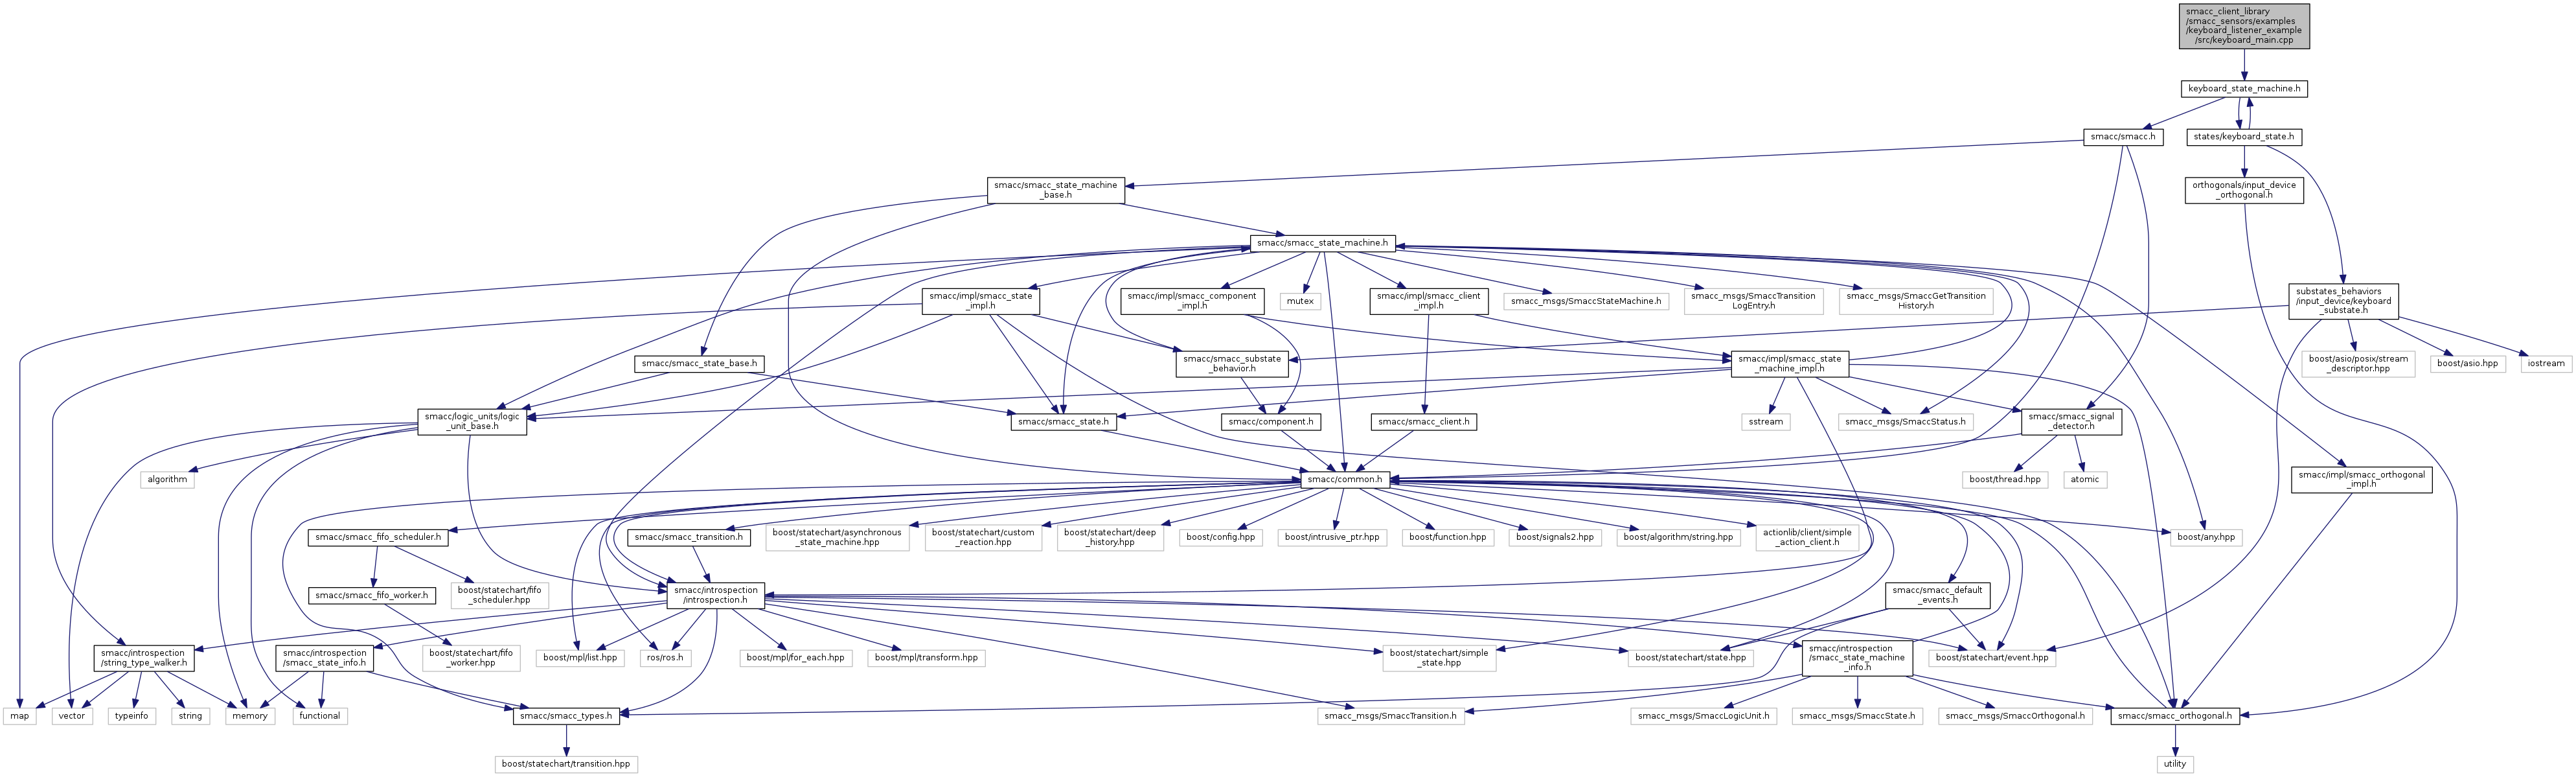 smacc_client_library
/smacc_sensors/examples
/keyboard_listener_example
/src/keyboard_main.cpp
keyboard_state_machine.h
smacc/smacc.h
states/keyboard_state.h
smacc/smacc_state_machine
_base.h
orthogonals/input_device
_orthogonal.h
smacc/smacc_state_machine.h
smacc/impl/smacc_state
_impl.h
smacc/impl/smacc_component
_impl.h
mutex
smacc/impl/smacc_client
_impl.h
smacc_msgs/SmaccStateMachine.h
smacc_msgs/SmaccTransition
LogEntry.h
smacc_msgs/SmaccGetTransition
History.h
substates_behaviors
/input_device/keyboard
_substate.h
smacc/smacc_state_base.h
smacc/smacc_substate
_behavior.h
smacc/impl/smacc_state
_machine_impl.h
boost/asio/posix/stream
_descriptor.hpp
boost/asio.hpp
iostream
smacc/logic_units/logic
_unit_base.h
smacc/smacc_state.h
smacc/component.h
smacc/smacc_client.h
sstream
smacc_msgs/SmaccStatus.h
smacc/smacc_signal
_detector.h
algorithm
smacc/common.h
boost/thread.hpp
atomic
smacc/impl/smacc_orthogonal
_impl.h
smacc/smacc_fifo_scheduler.h
smacc/smacc_transition.h
boost/statechart/asynchronous
_state_machine.hpp
boost/statechart/custom
_reaction.hpp
boost/statechart/deep
_history.hpp
boost/config.hpp
boost/intrusive_ptr.hpp
boost/function.hpp
boost/signals2.hpp
boost/algorithm/string.hpp
actionlib/client/simple
_action_client.h
boost/any.hpp
smacc/smacc_fifo_worker.h
boost/statechart/fifo
_scheduler.hpp
smacc/introspection
/introspection.h
smacc/smacc_default
_events.h
smacc/introspection
/string_type_walker.h
smacc/introspection
/smacc_state_info.h
boost/statechart/fifo
_worker.hpp
boost/mpl/list.hpp
ros/ros.h
boost/mpl/for_each.hpp
boost/mpl/transform.hpp
boost/statechart/simple
_state.hpp
boost/statechart/state.hpp
smacc/introspection
/smacc_state_machine
_info.h
boost/statechart/event.hpp
map
vector
typeinfo
string
memory
functional
smacc/smacc_types.h
smacc_msgs/SmaccTransition.h
smacc_msgs/SmaccLogicUnit.h
smacc_msgs/SmaccState.h
smacc_msgs/SmaccOrthogonal.h
smacc/smacc_orthogonal.h
boost/statechart/transition.hpp
utility